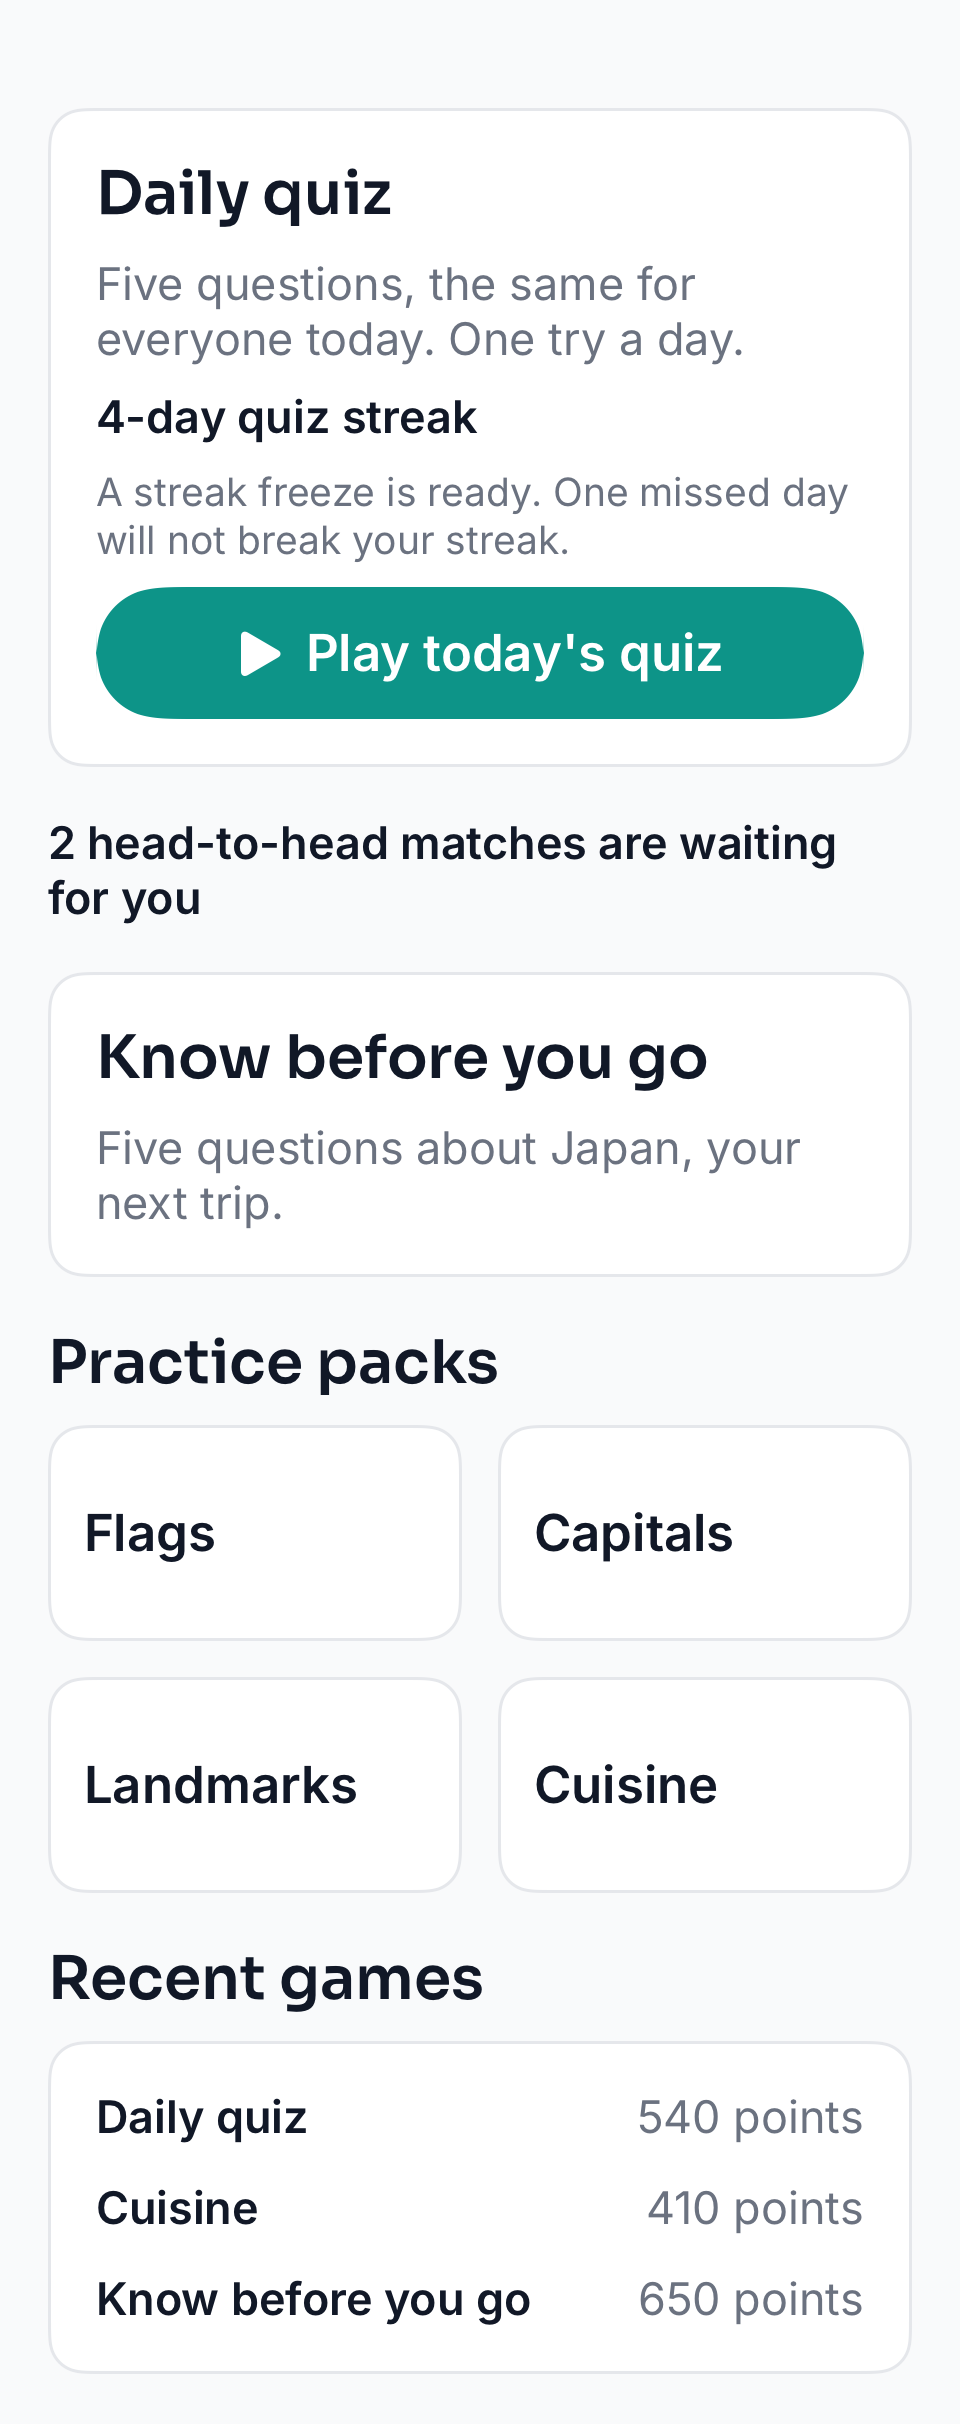 Daily quiz
Five questions, the same for
everyone today. One try a day.
4-day quiz streak
A streak freeze is ready. One missed day
will not break your streak.
Play today's quiz
2 head-to-head matches are waiting
for you
Know before you go
Five questions about Japan, your
next trip.
Practice packs
Flags
Capitals
Landmarks
Cuisine
Recent games
Daily quiz 540 points
Cuisine 410 points
Know before you go 650 points